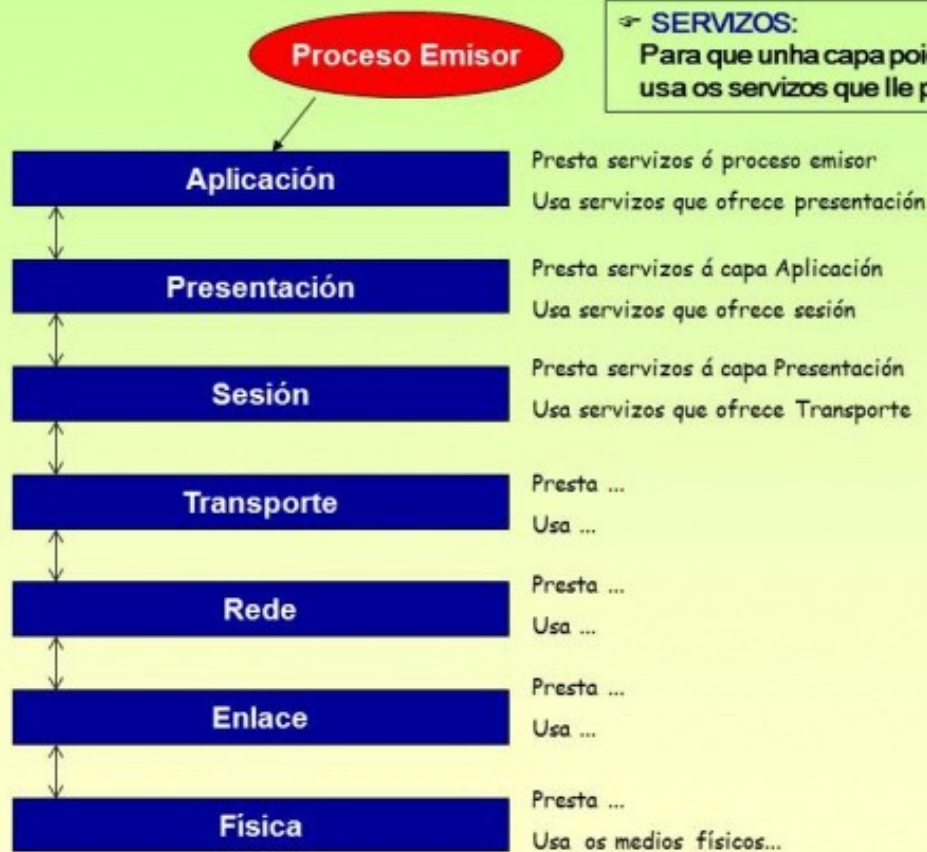 Proceso Emisor
☞ SERVIZOS:
Para que unha capa
usa os servizos que lle
Aplicación
Presta servizos ó proceso emisor
Usa servizos que ofrece presentación
Presentación
Presta servizos á capa Aplicación
Usa servizos que ofrece sesión
Sesión
Presta servizos á capa Presentación
Usa servizos que ofrece Transporte
Transporte
Presta ...
Usa ...
Rede
Presta ...
Usa ...
Enlace
Presta ...
Usa ...
Física
Presta ...
Usa os medios físicos...